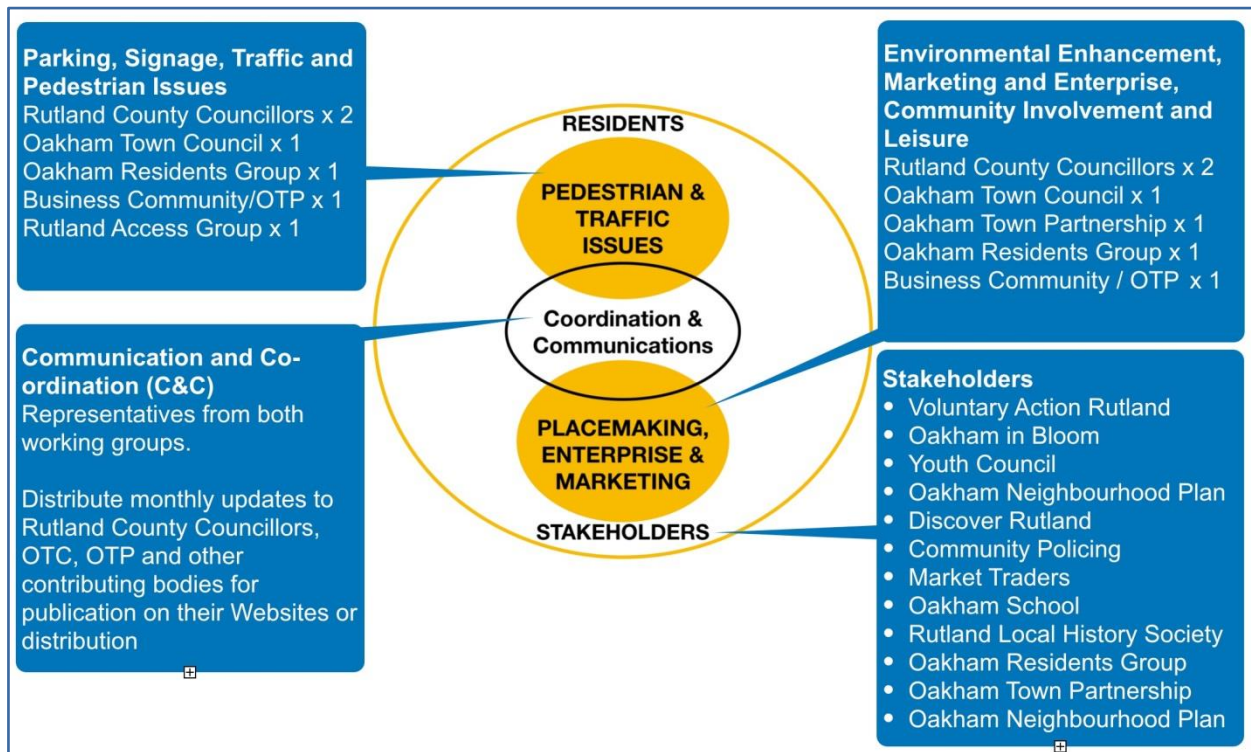 Parking, Signage, Traffic and
Pedestrian Issues
Rutland County Councillors x 2
Oakham Town Council x 1
Oakham Residents Group x 1
Business Community/OTP x 1
Rutland Access Group x 1
Communication and Co-
ordination (C&C)
Representatives from both
working groups.
Distribute monthly updates to
Rutland County Councillors,
OTC, OTP and other
contributing bodies for
publication on their Websites or
distribution
RESIDENTS
PEDESTRIAN &
TRAFFIC
ISSUES
Coordination &
Communications
PLACEMAKING,
ENTERPRISE &
MARKETING
STAKEHOLDERS
Environmental Enhancement,
Marketing and Enterprise,
Community Involvement and
Leisure
Rutland County Councillors x 2
Oakham Town Council x 1
Oakham Town Partnership x 1
Oakham Residents Group x 1
Business Community / OTP x 1
Stakeholders
• Voluntary Action Rutland
• Oakham in Bloom
• Youth Council
• Oakham Neighbourhood Plan
• Discover Rutland
• Community Policing
• Market Traders
• Oakham School
• Rutland Local History Society
• Oakham Residents Group
• Oakham Town Partnership
• Oakham Neighbourhood Plan